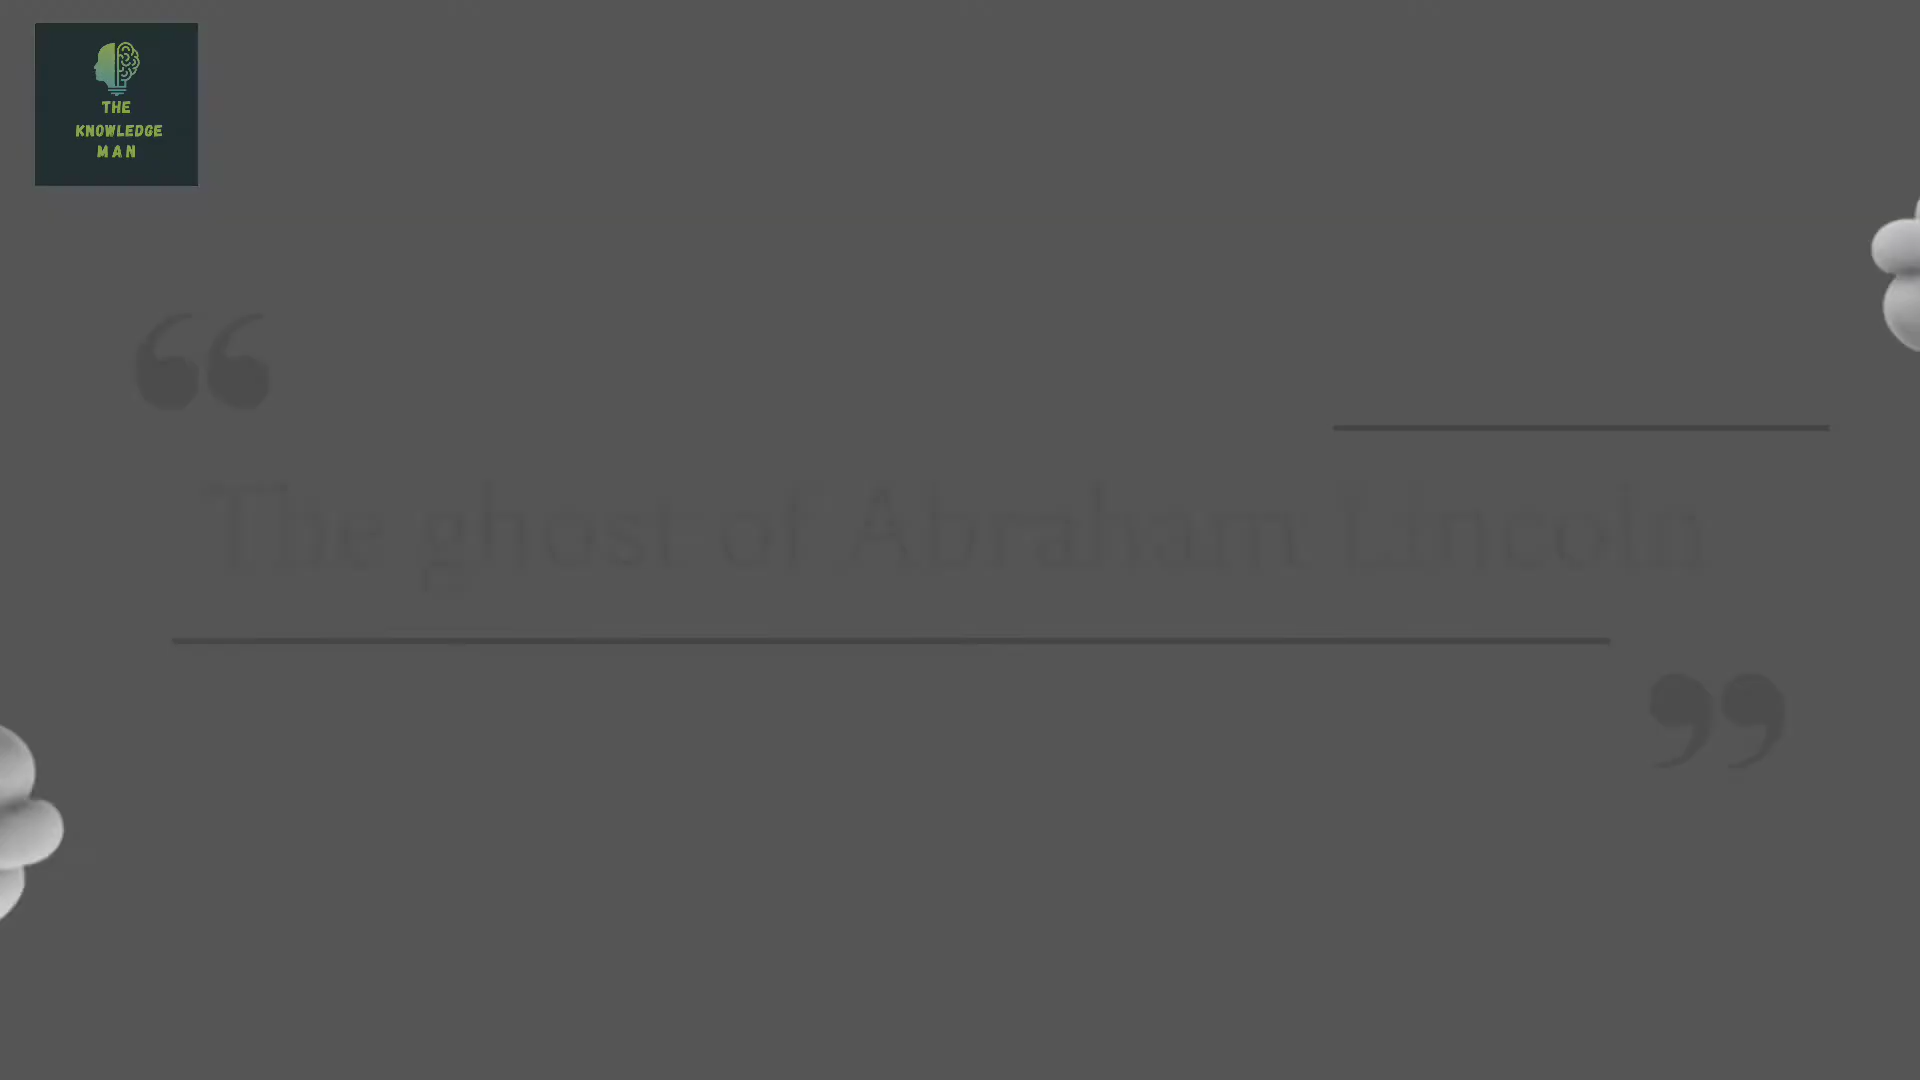 THE
KNOWLEDGE
MAN
“
The ghost of Abraham Lincoln
”